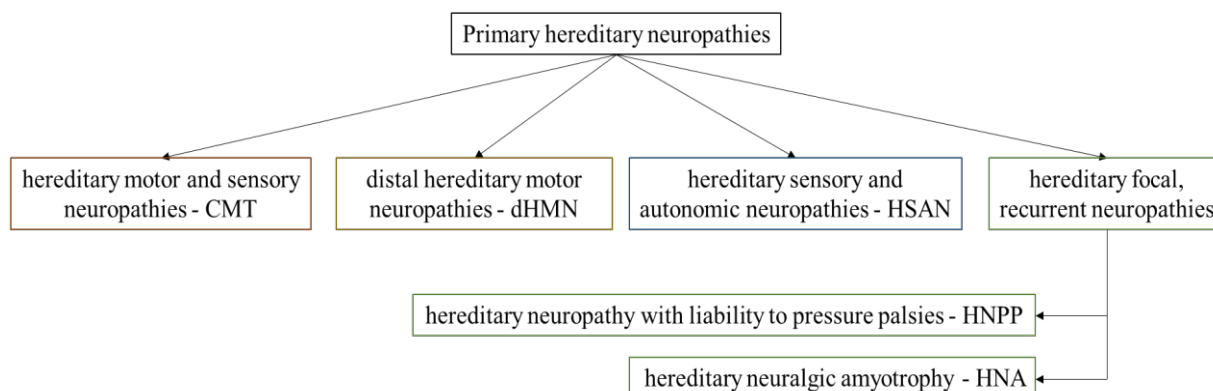 Primary hereditary neuropathies
hereditary motor and sensory
neuropathies - CMT
distal hereditary motor
neuropathies - dHMN
hereditary sensory and
autonomic neuropathies - HSAN
hereditary focal,
recurrent neuropathies
hereditary neuropathy with liability to pressure palsies - HNPP
hereditary neuralgic amyotrophy - HNA